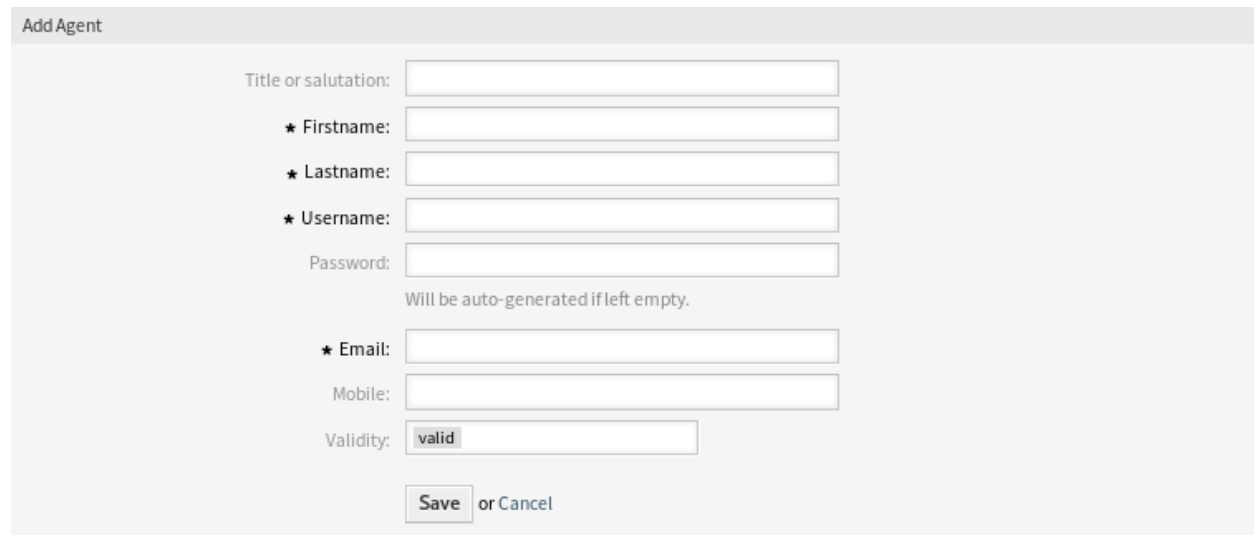 Add Agent
Title or salutation:
★ Firstname:
★ Lastname:
★ Username:
Password:
Will be auto-generated if left empty.
★ Email:
Mobile:
Validity: valid
Save or Cancel